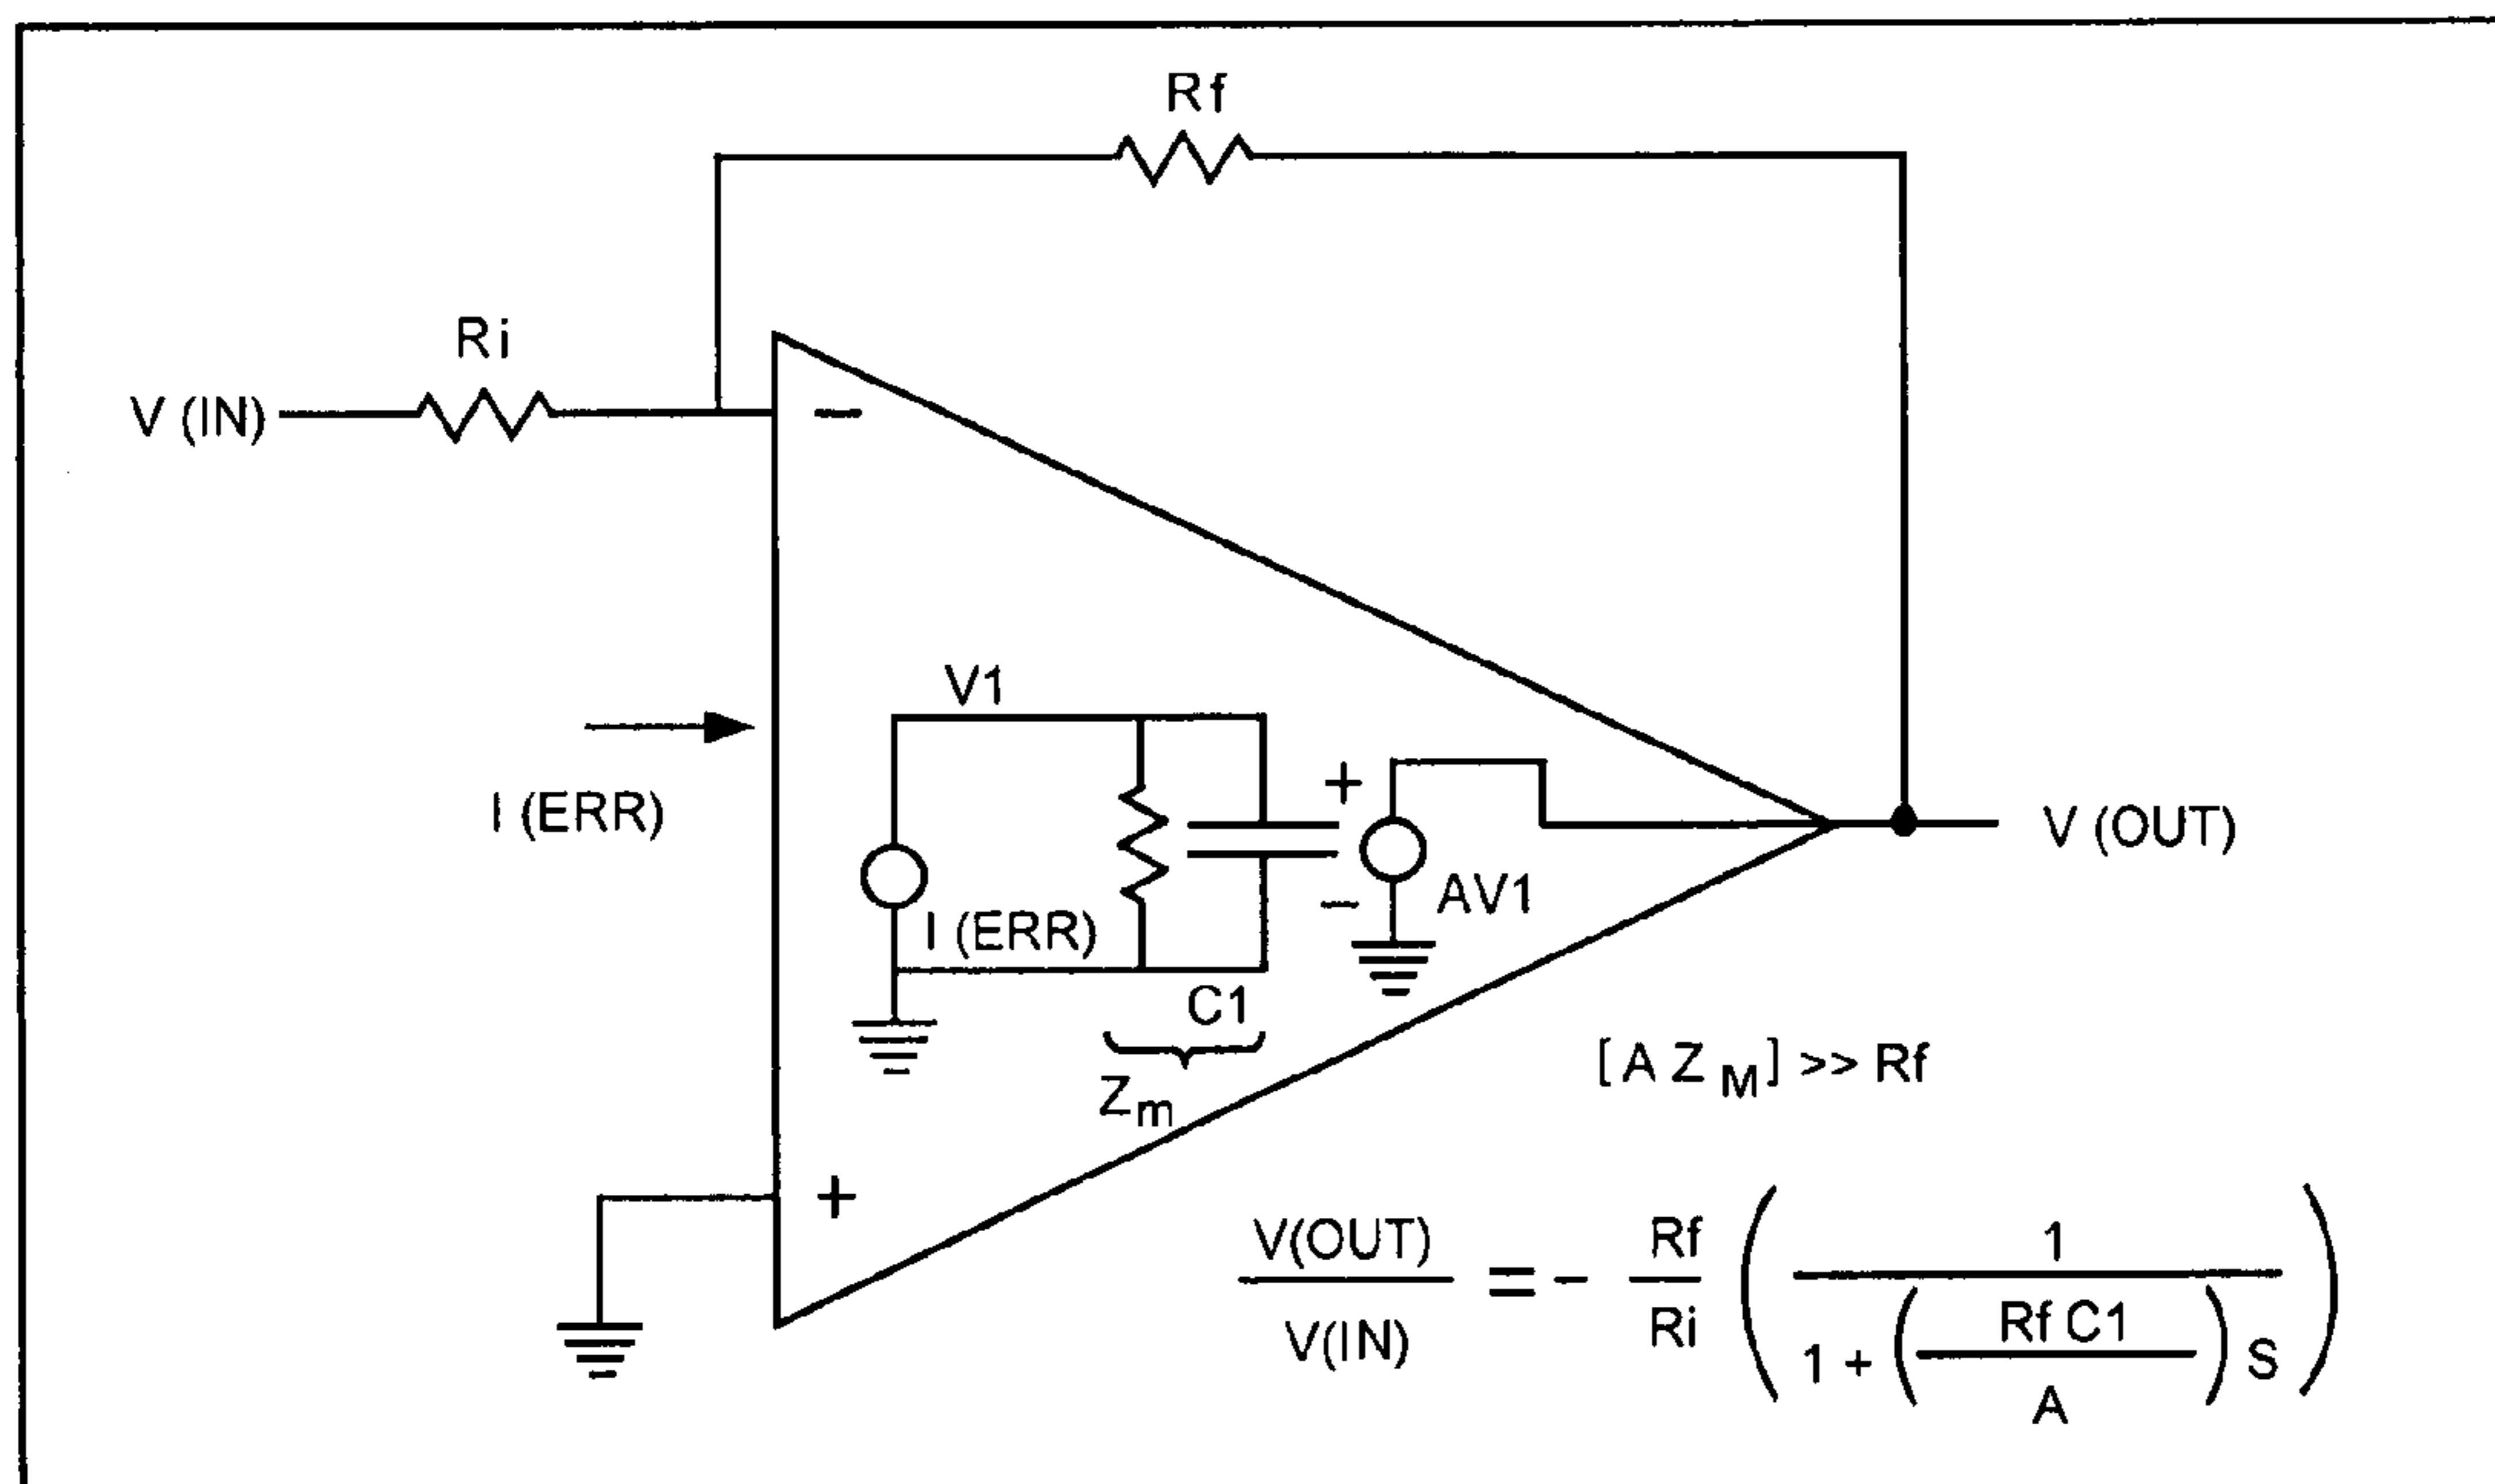 Rf
Ri
V (IN)
−
V1
I (ERR)
+
V (OUT)
AV1
−
I (ERR)
C1
[A Z M] >> Rf
Zm
+
V(OUT) Rf 1
= −
V(IN) Ri 1 + (Rf C1 / A) S